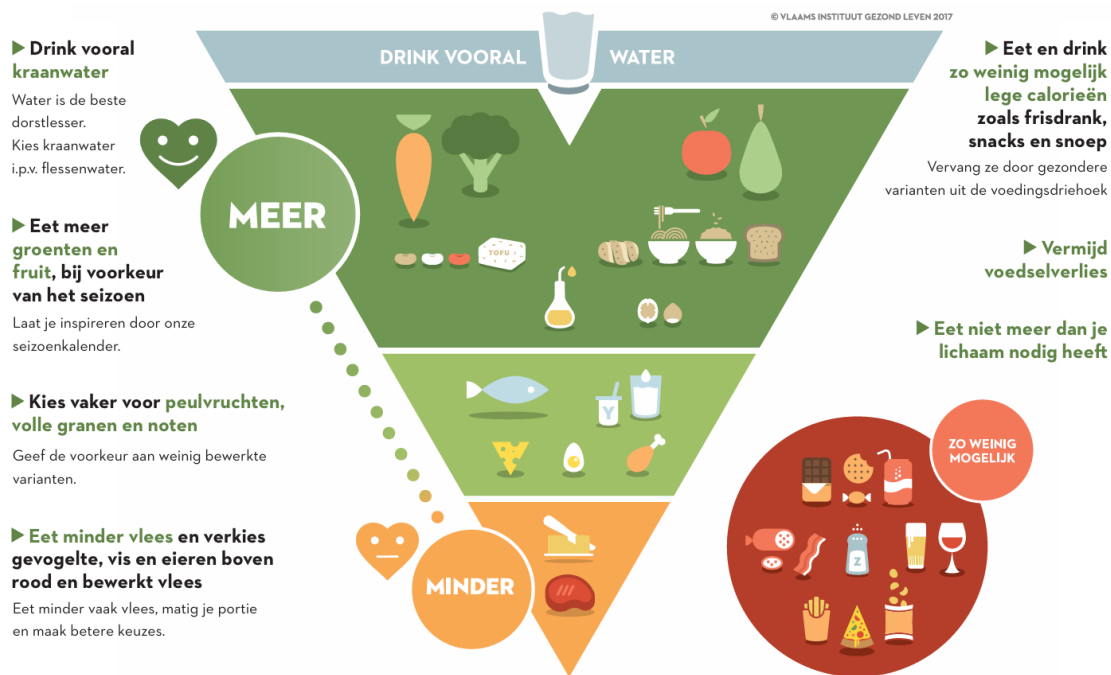 © VLAAMS INSTITUUT GEZOND LEVEN 2017
DRINK VOORAL WATER
Drink vooral
kraanwater
Water is de beste
dorstlesser.
Kies kraanwater
i.p.v. flessenwater.
MEER
Eet meer
groenten en
fruit, bij voorkeur
van het seizoen
Laat je inspireren door onze
seizoenkalender.
Kies vaker voor peulvruchten,
volle granen en noten
Geef de voorkeur aan weinig bewerkte
varianten.
Eet minder vlees en verkies
gevogelte, vis en eieren boven
rood en bewerkt vlees
Eet minder vaak vlees, matig je portie
en maak betere keuzes.
TOFU
Y
MINDER
Eet en drink
zo weinig mogelijk
lege calorieën
zoals frisdrank,
snacks en snoep
Vervang ze door gezondere
varianten uit de voedingsdriehoek
Vermijd
voedselverlies
Eet niet meer dan je
lichaam nodig heeft
ZO WEINIG
MOGELIJK
Z